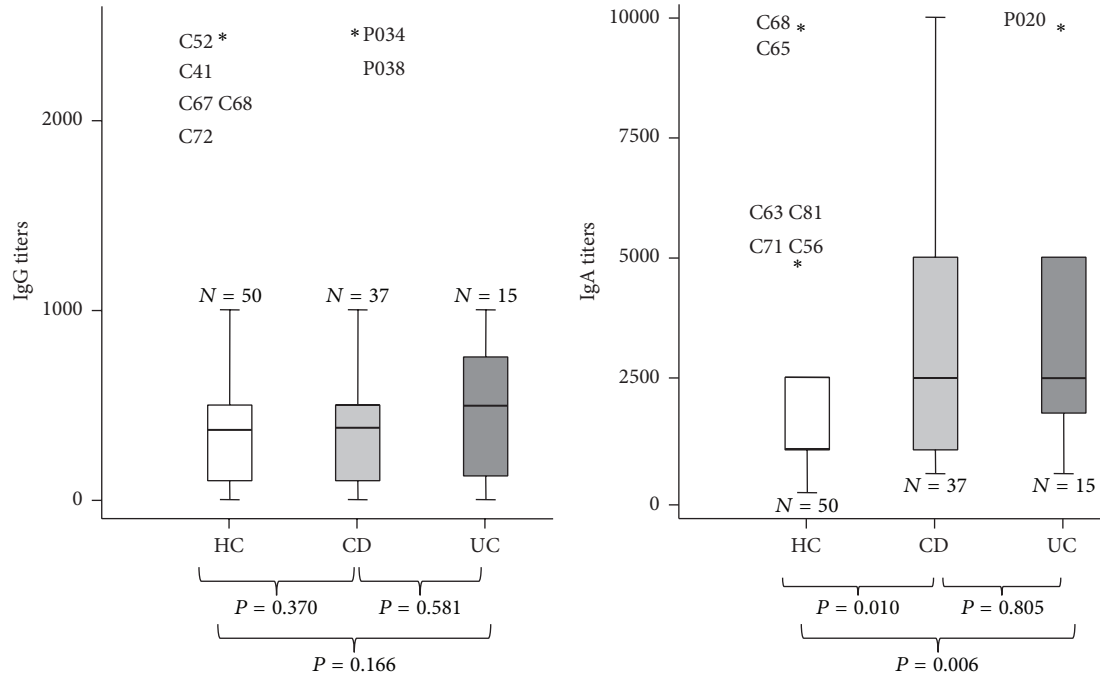 C52 *
* P034
C41
P038
C67 C68
C72
2000
1000
0
IgG titers
N = 50
N = 37
N = 15
HC
CD
UC
P = 0.370
P = 0.581
P = 0.166
10000
7500
5000
2500
0
IgA titers
C68 *
C65
P020 *
C63 C81
C71 C56
*
N = 50
N = 37
N = 15
HC
CD
UC
P = 0.010
P = 0.805
P = 0.006